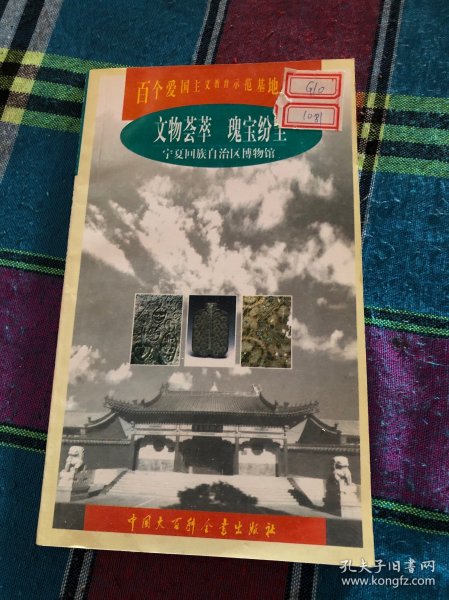 百个爱国主义教育示范基地
G10
1081
文物荟萃 瑰宝纷呈
宁夏回族自治区博物馆
中国大百科全书出版社
孔夫子旧书网
www.kongfz.com